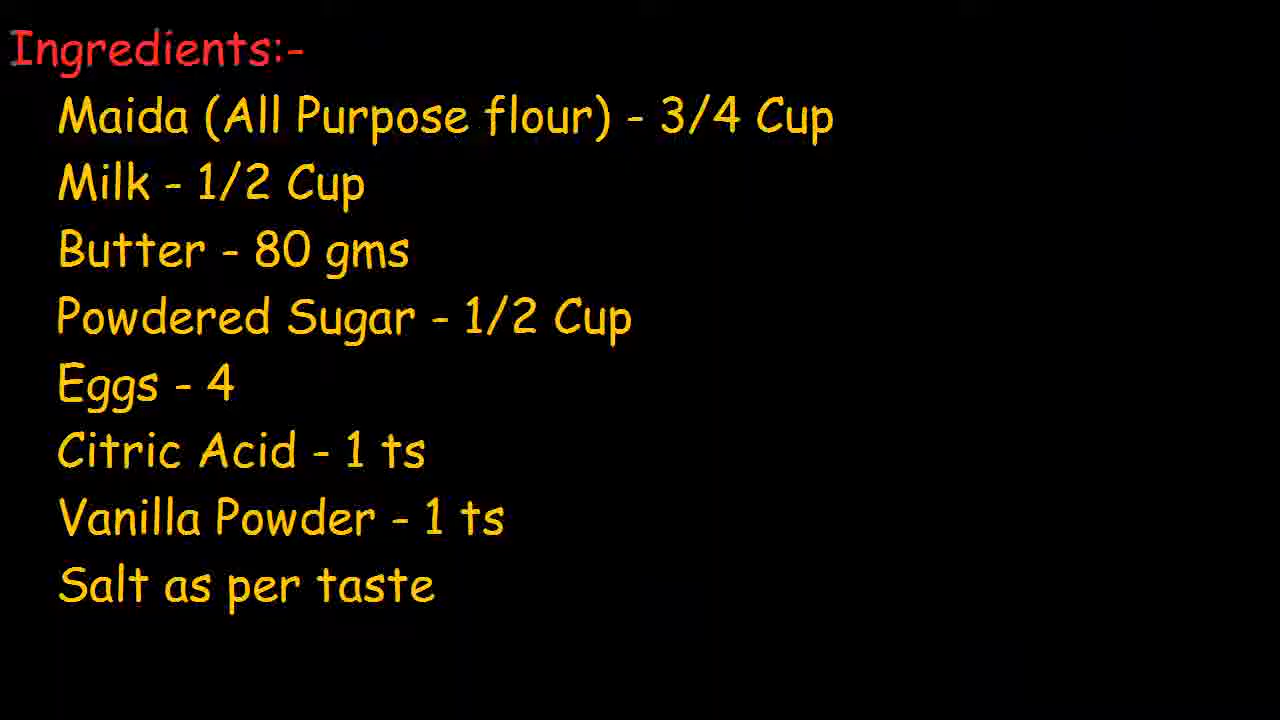 Ingredients:-
Maida (All Purpose flour) - 3/4 Cup
Milk - 1/2 Cup
Butter - 80 gms
Powdered Sugar - 1/2 Cup
Eggs - 4
Citric Acid - 1 ts
Vanilla Powder - 1 ts
Salt as per taste